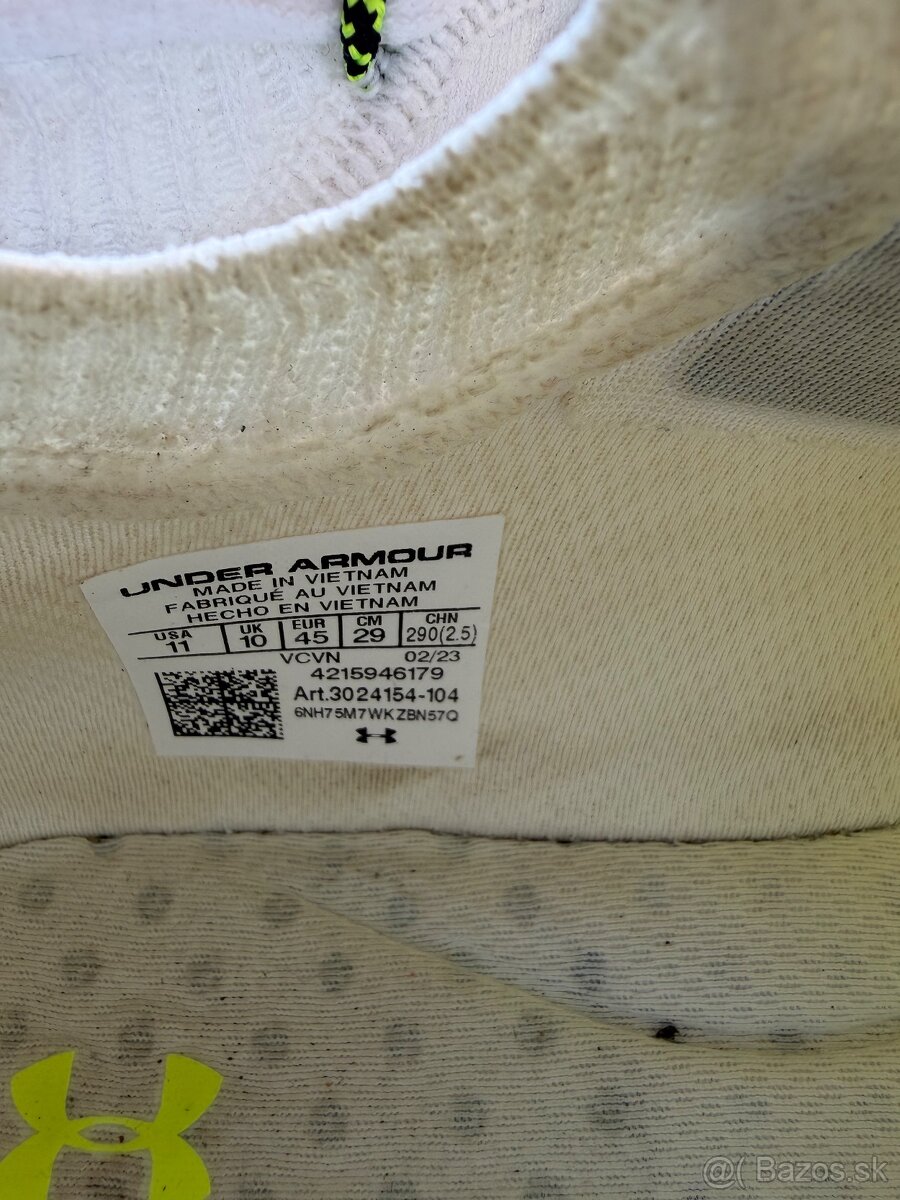 UNDER ARMOUR
MADE IN VIETNAM
FABRIQUÉ AU VIETNAM
HECHO EN VIETNAM
USA UK EUR CM CHN
11 10 45 29 290(2.5)
VCVN 02/23
4215946179
Art.3024154-104
6NH75M7WKZBN57Q
@( Bazos.sk